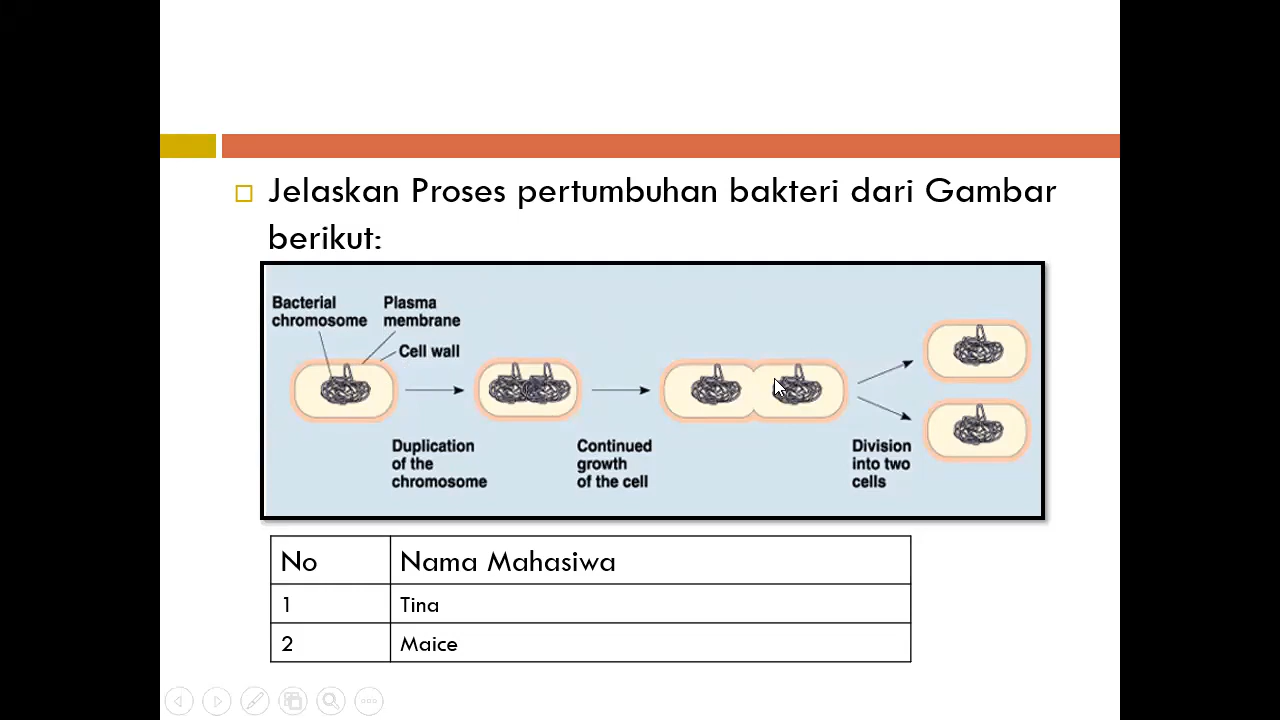 Jelaskan Proses pertumbuhan bakteri dari Gambar
berikut:
Bacterial
chromosome
Plasma
membrane
Cell wall
Duplication
of the
chromosome
Continued
growth
of the cell
Division
into two
cells
No Nama Mahasiwa
1 Tina
2 Maice